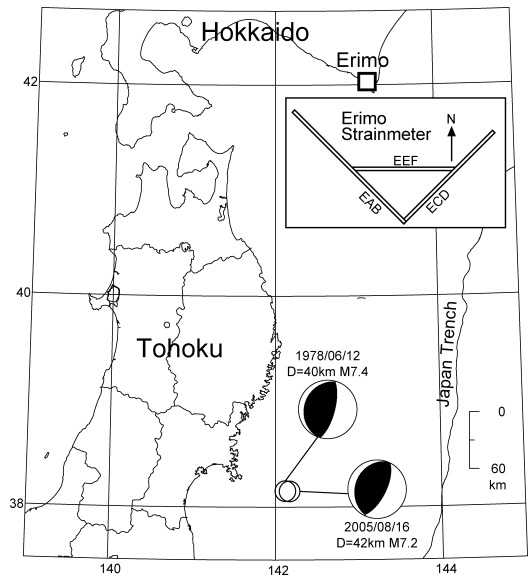 Hokkaido
Erimo
42
Erimo
Strainmeter
N
EEF
EAB
ECD
40
Tohoku
Japan Trench
1978/06/12
D=40km M7.4
0
60
km
38
2005/08/16
D=42km M7.2
140
142
144